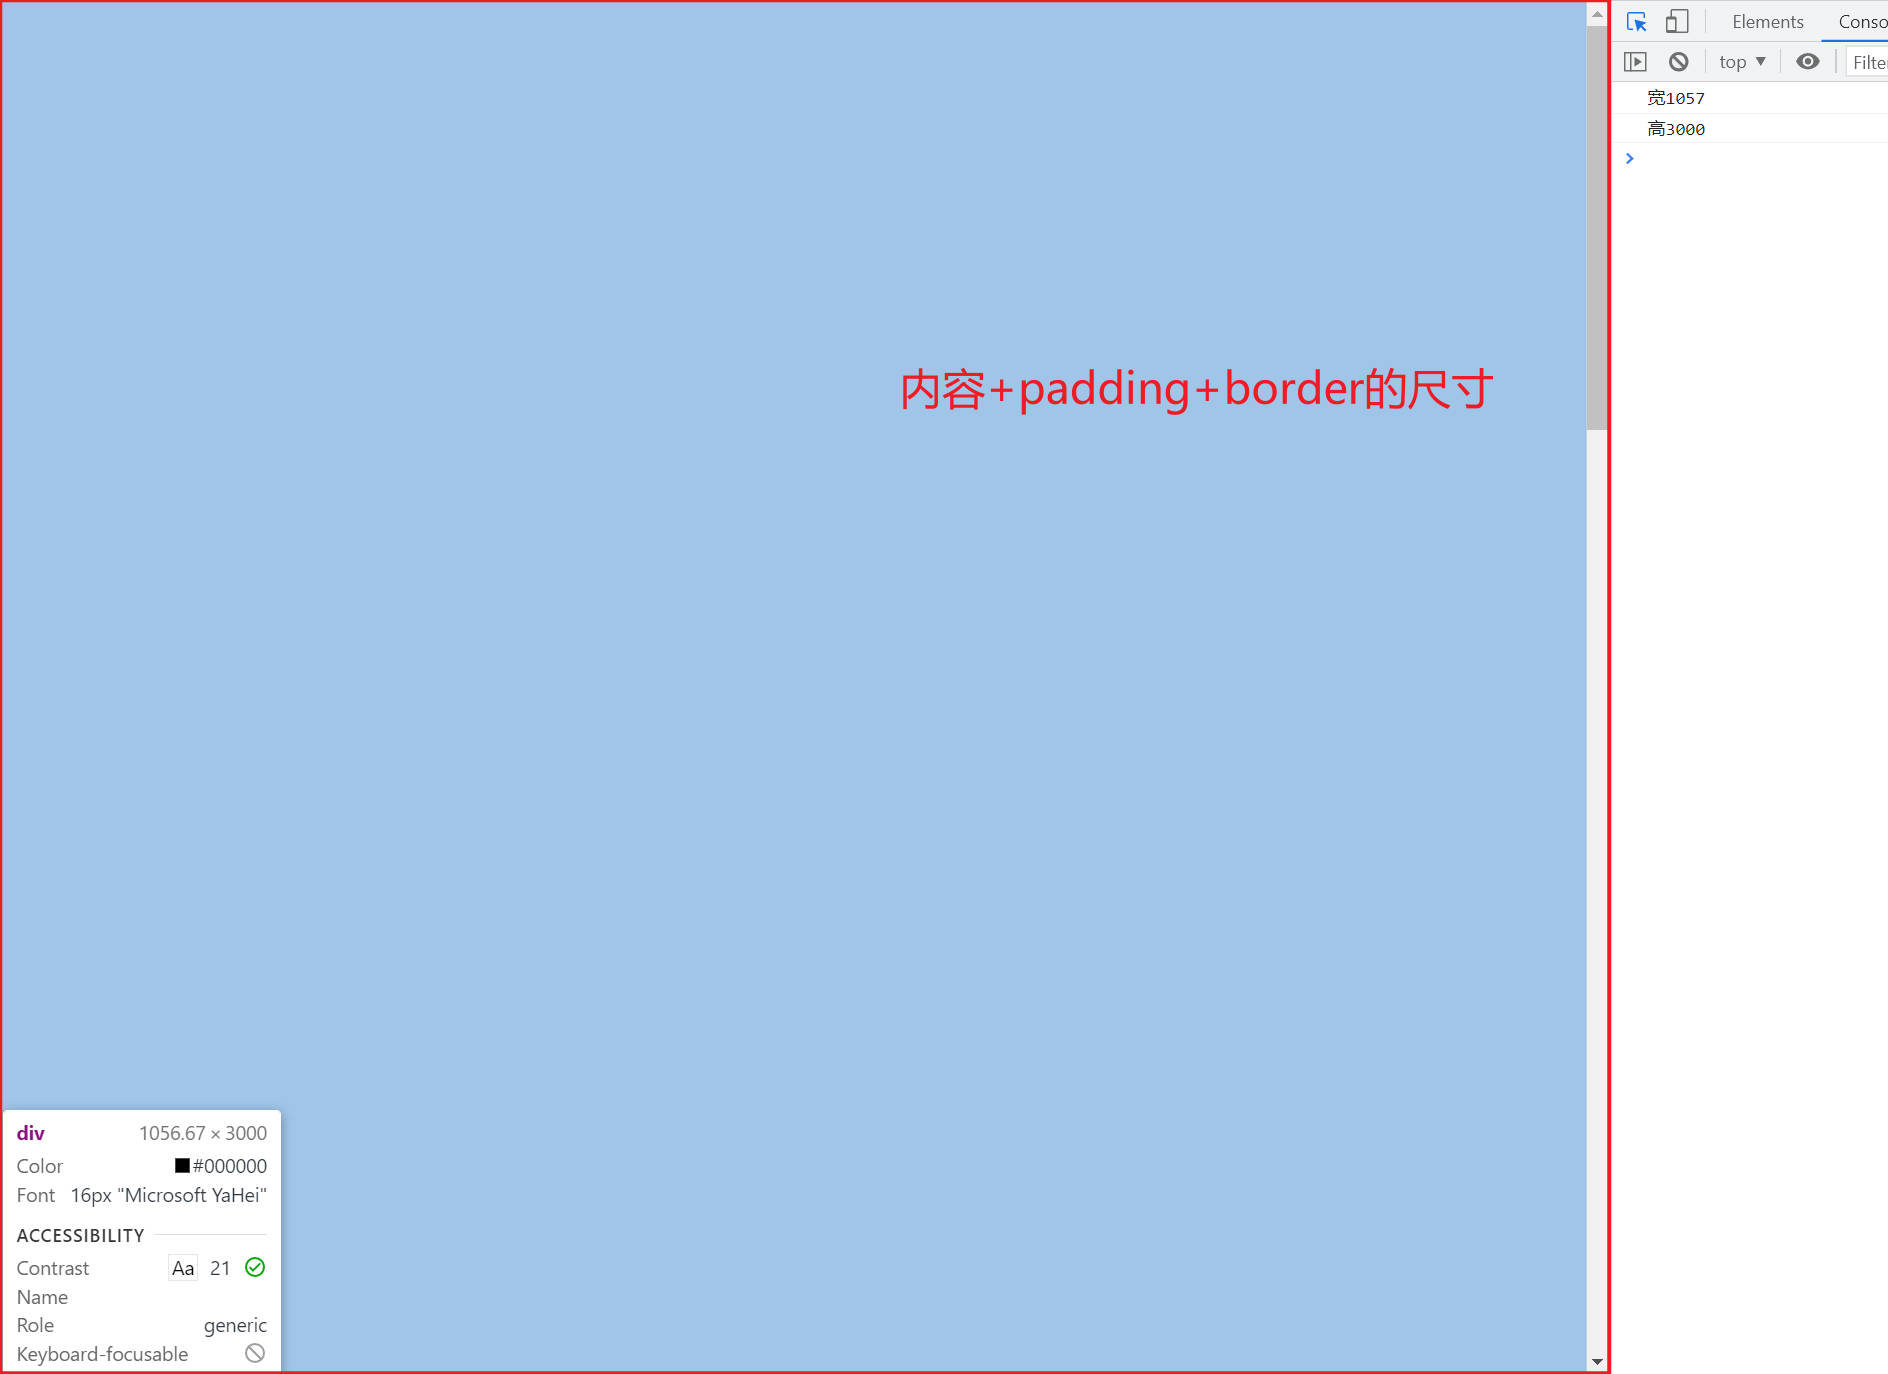 Elements Conso
top ▼ Filte
宽1057
高3000
内容+padding+border的尺寸
div 1056.67 × 3000
Color #000000
Font 16px "Microsoft YaHei"
ACCESSIBILITY
Contrast Aa 21
Name
Role generic
Keyboard-focusable